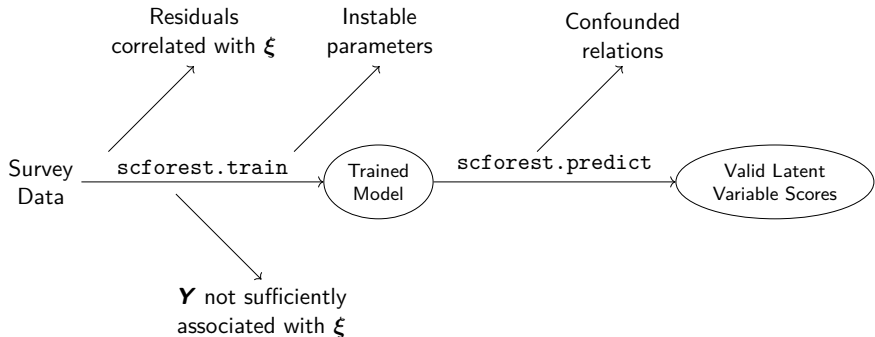 Residuals
correlated with ξ
Instable
parameters
Confounded
relations
Survey
Data
scforest.train
Trained
Model
scforest.predict
Valid Latent
Variable Scores
Y not sufficiently
associated with ξ